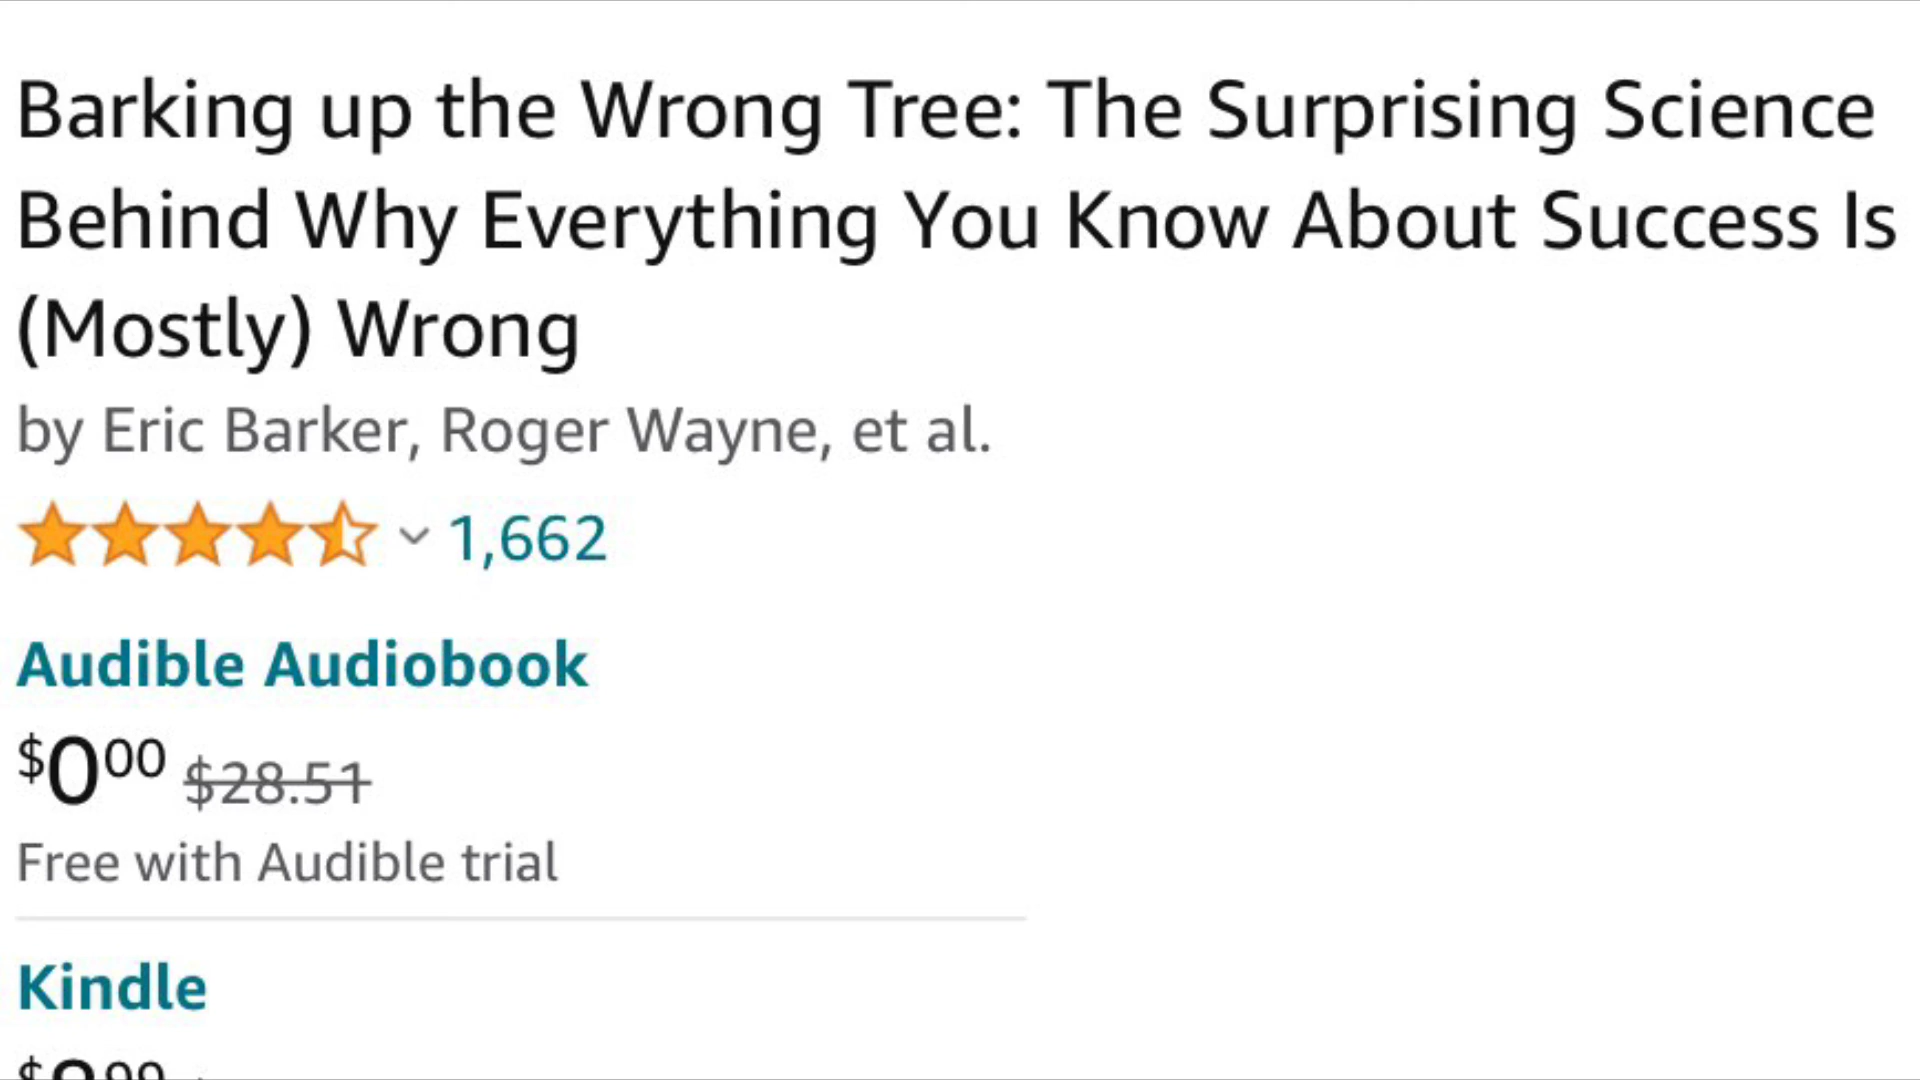 Barking up the Wrong Tree: The Surprising Science
Behind Why Everything You Know About Success Is
(Mostly) Wrong
by Eric Barker, Roger Wayne, et al.
1,662
Audible Audiobook
$000 $28.51
Free with Audible trial
Kindle